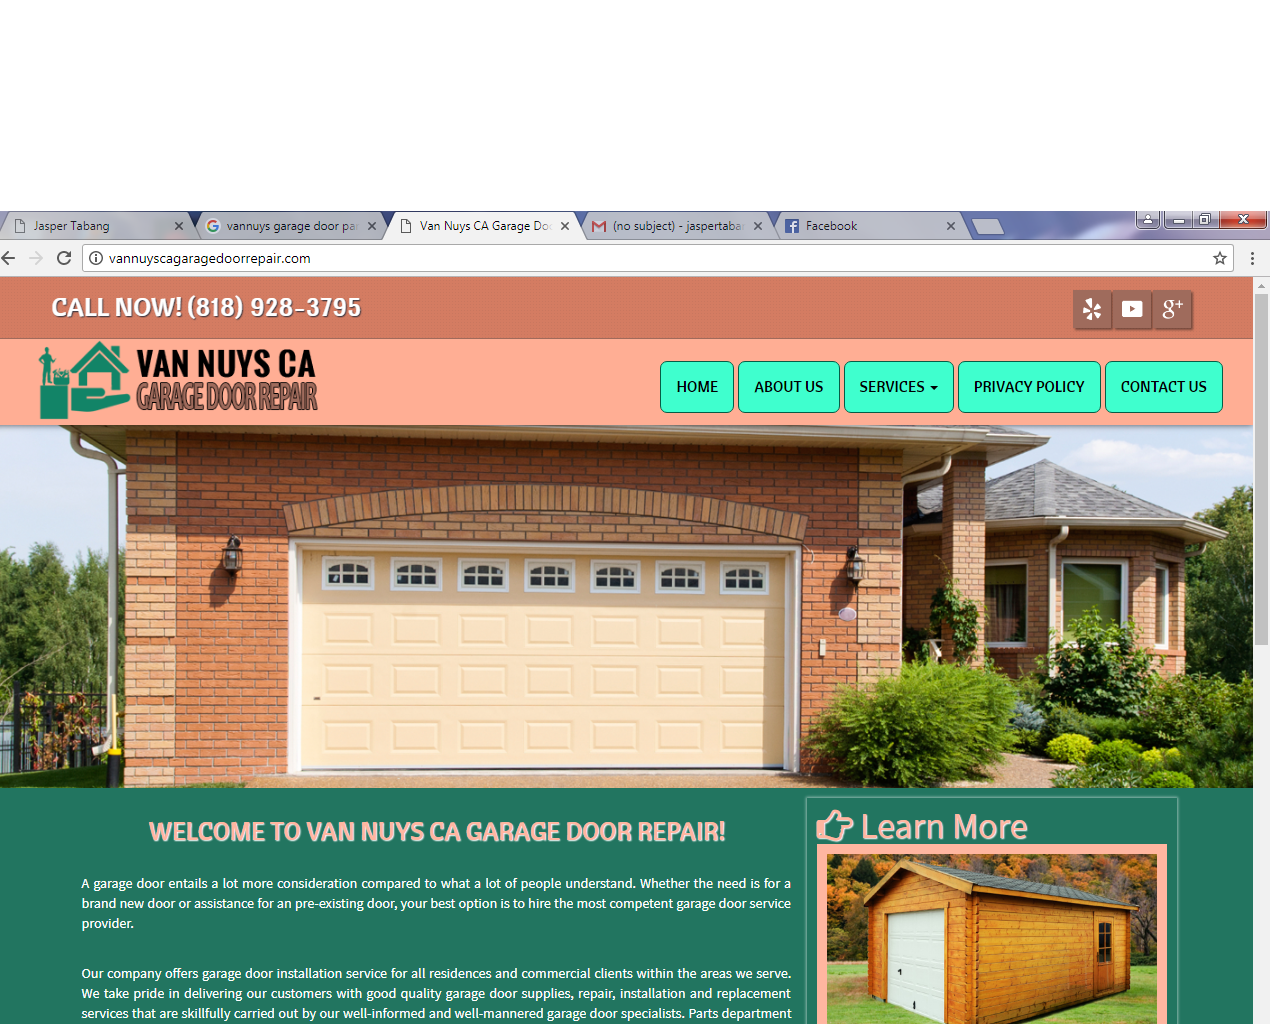 Jasper Tabang
vannuys garage door pa
Van Nuys CA Garage Do
(no subject) - jaspertaba
Facebook
vannuyscagaragedoorrepair.com
CALL NOW! (818) 928-3795
VAN NUYS CA
GARAGE DOOR REPAIR
HOME
ABOUT US
SERVICES
PRIVACY POLICY
CONTACT US
WELCOME TO VAN NUYS CA GARAGE DOOR REPAIR!
A garage door entails a lot more consideration compared to what a lot of people understand. Whether the need is for a
brand new door or assistance for an pre-existing door, your best option is to hire the most competent garage door service
provider.
Our company offers garage door installation service for all residences and commercial clients within the areas we serve.
We take pride in delivering our customers with good quality garage door supplies, repair, installation and replacement
services that are skillfully carried out by our well-informed and well-mannered garage door specialists. Parts department
Learn More